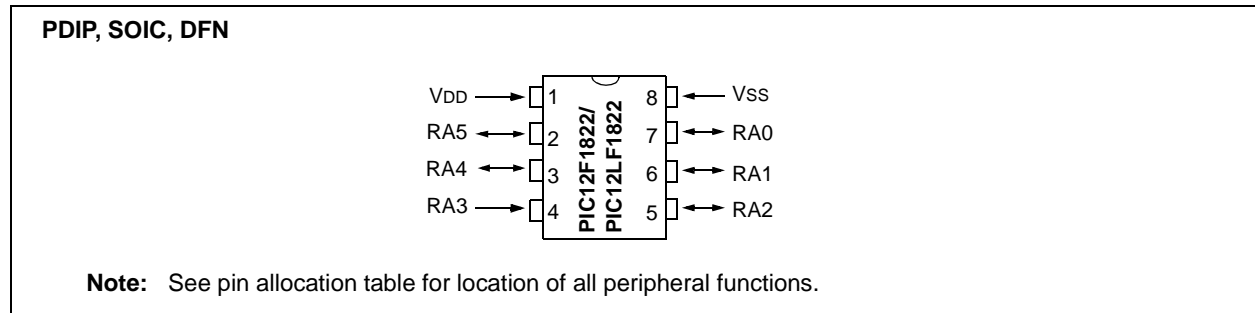 PDIP, SOIC, DFN
VDD 1 8 VSS
RA5 2 7 RA0
RA4 3 6 RA1
RA3 4 5 RA2
PIC12F1822/
PIC12LF1822
Note: See pin allocation table for location of all peripheral functions.